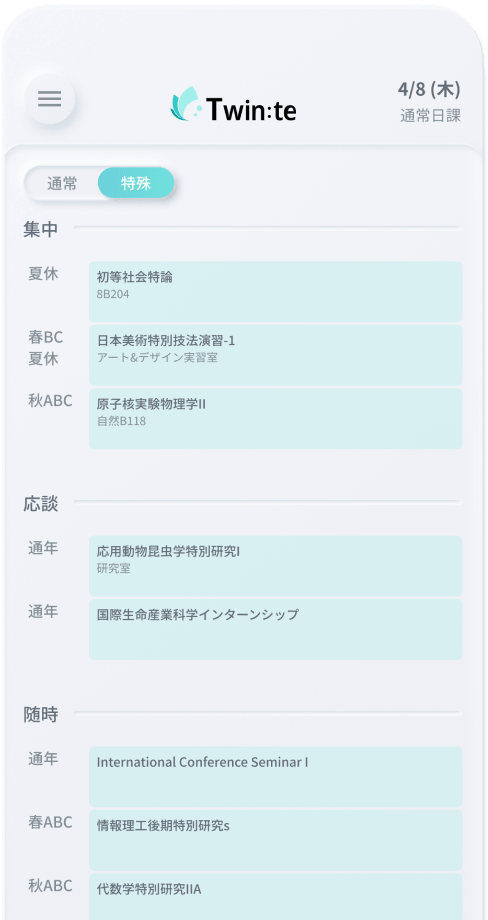 Twin:te
4/8 (木)
通常日課
通常
特殊
集中
夏休
初等社会特論
8B204
春BC
夏休
日本美術特別技法演習-1
アート&デザイン実習室
秋ABC
原子核実験物理学II
自然B118
応談
通年
応用動物昆虫学特別研究I
研究室
通年
国際生命産業科学インターンシップ
随時
通年
International Conference Seminar I
春ABC
情報理工後期特別研究s
秋ABC
代数学特別研究IIA